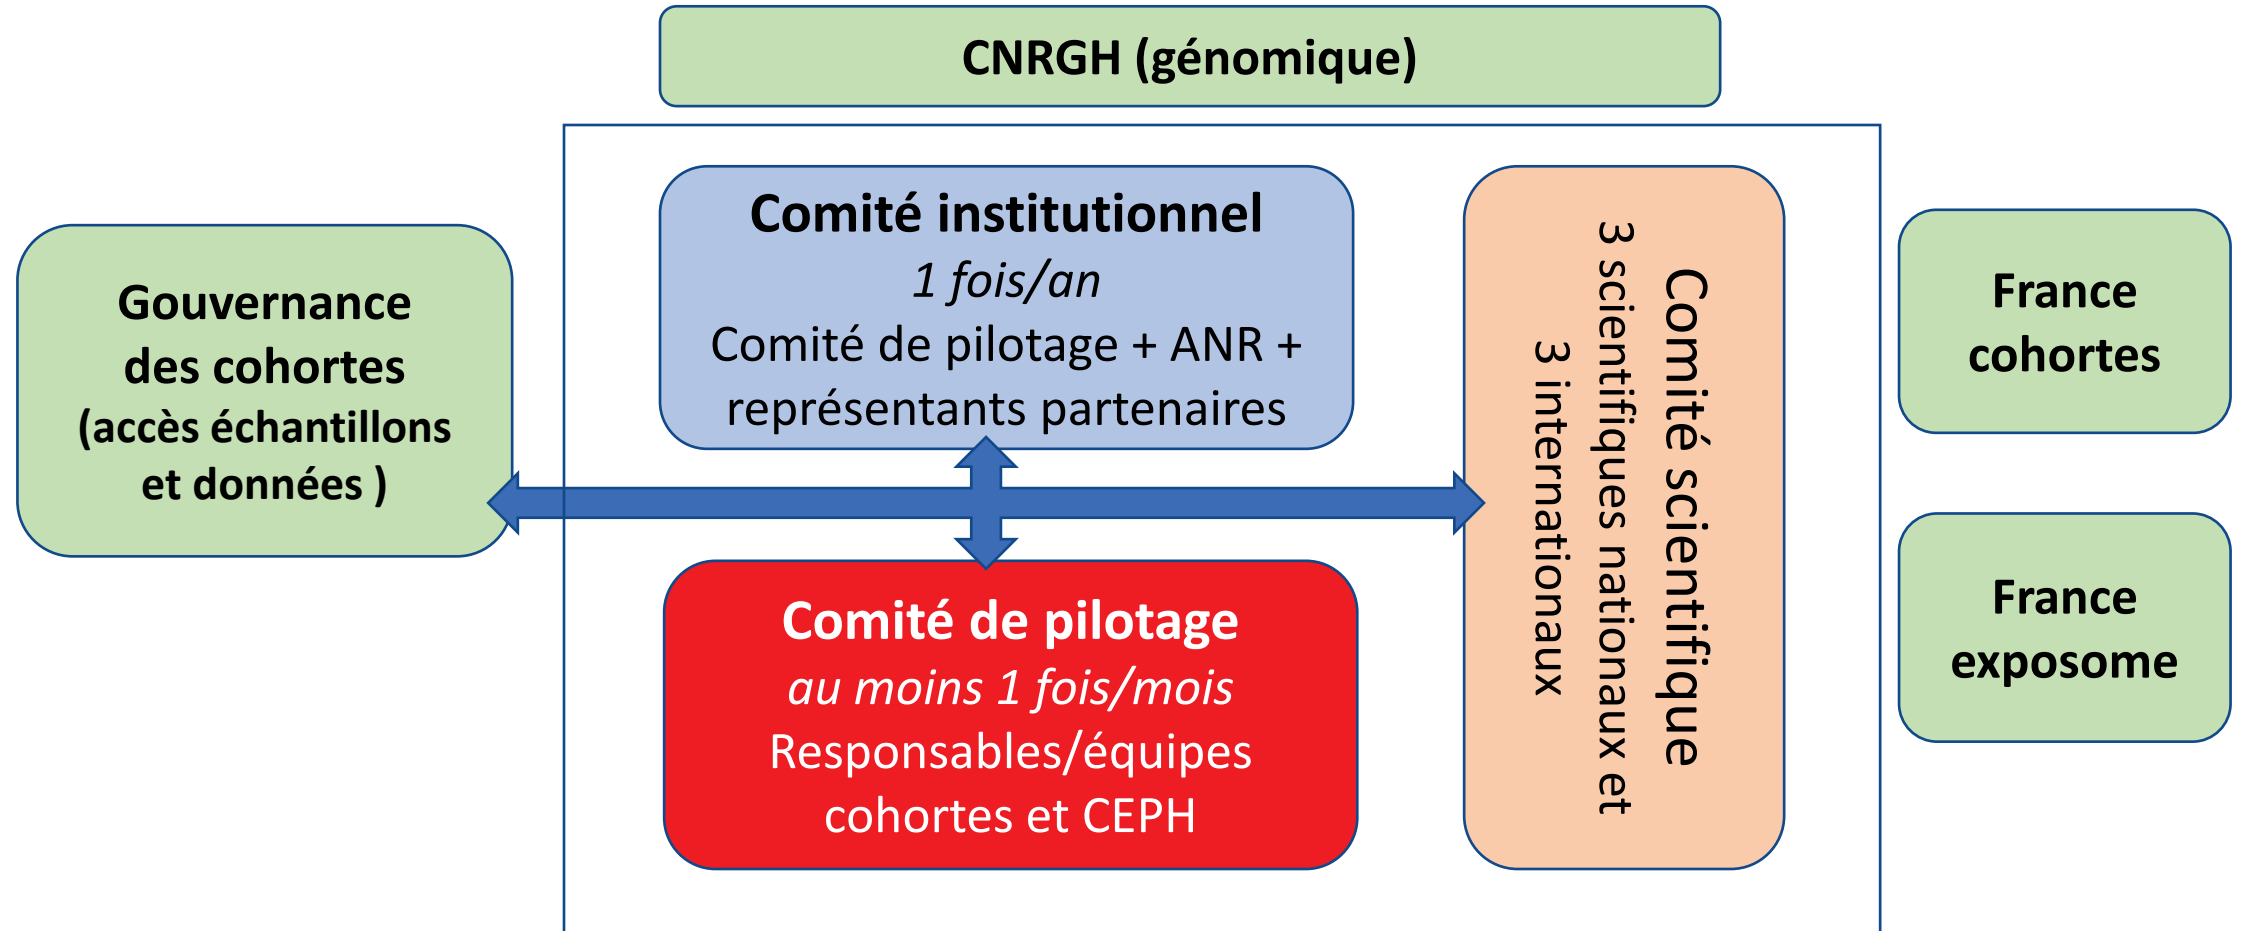 CNRGH (génomique)
Gouvernance
des cohortes
(accès échantillons
et données )
Comité institutionnel
1 fois/an
Comité de pilotage + ANR +
représentants partenaires
Comité de pilotage
au moins 1 fois/mois
Responsables/équipes
cohortes et CEPH
Comité scientifique
3 scientifiques nationaux et
3 internationaux
France
cohortes
France
exposome